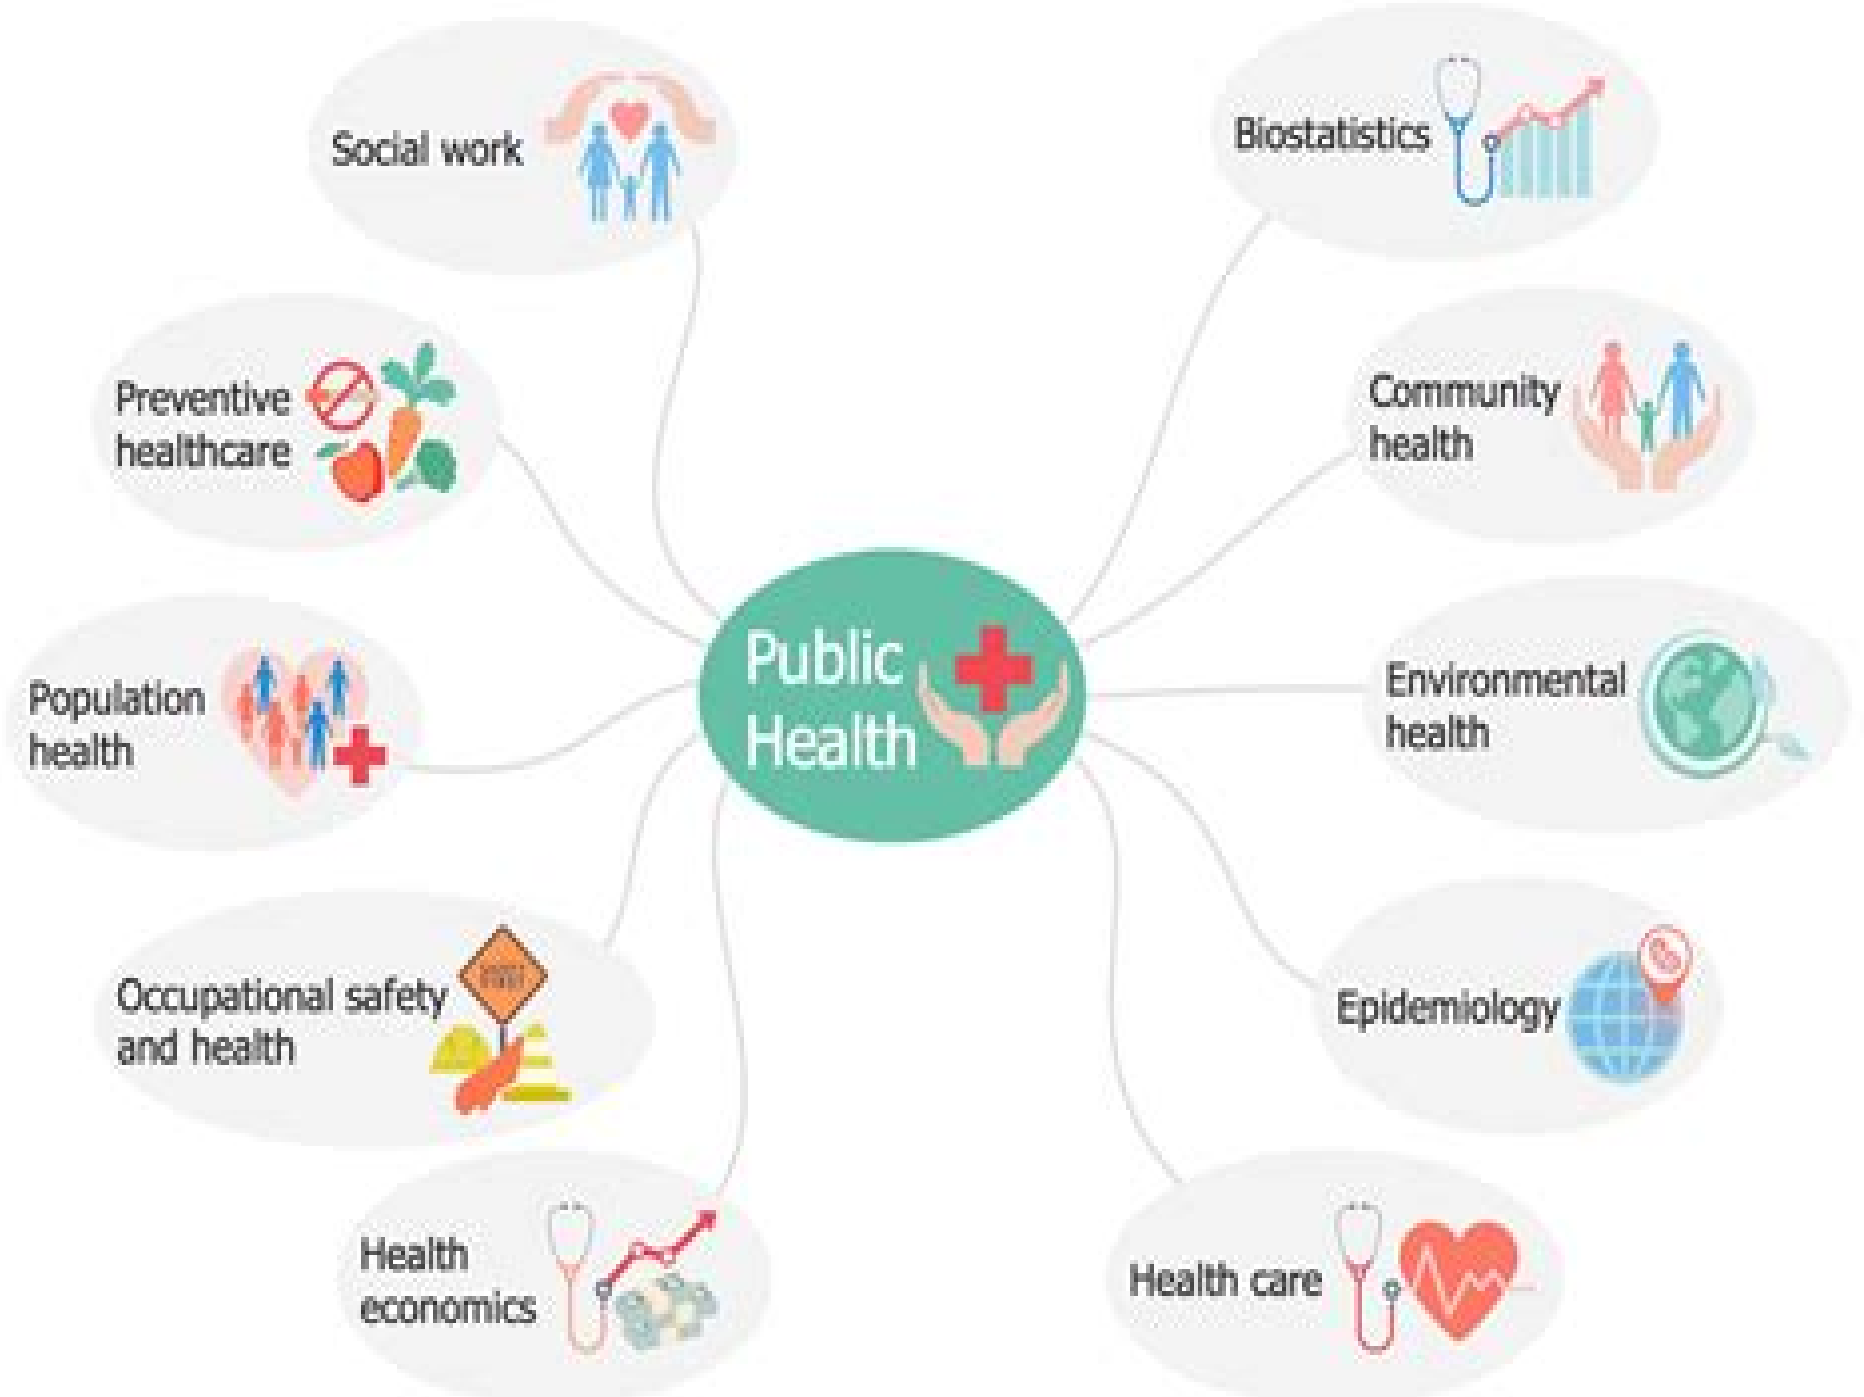 Social work
Biostatistics
Preventive
healthcare
Community
health
Public
Health
Population
health
Environmental
health
Occupational safety
and health
Epidemiology
Health
economics
Health care